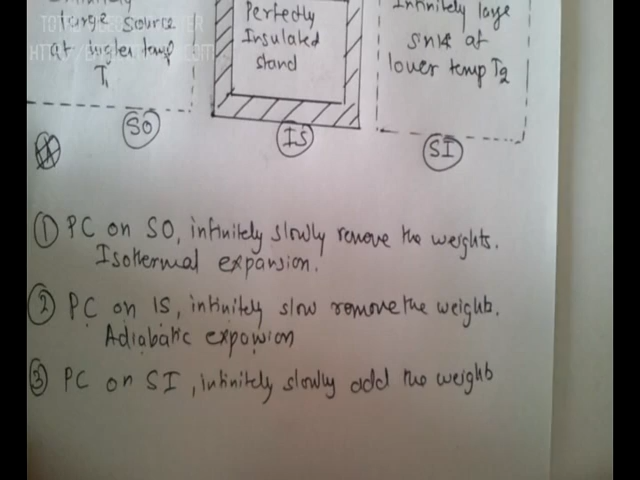 large source
at higher temp
T1
Perfectly
Insulated
stand
Infinitely large
sink at
lower temp T2
SO
IS
SI
① PC on SO, infinitely slowly remove the weights.
Isothermal expansion.
② PC on IS, infinitely slow remove the weights.
Adiabatic expansion
③ PC on SI, infinitely slowly add the weights